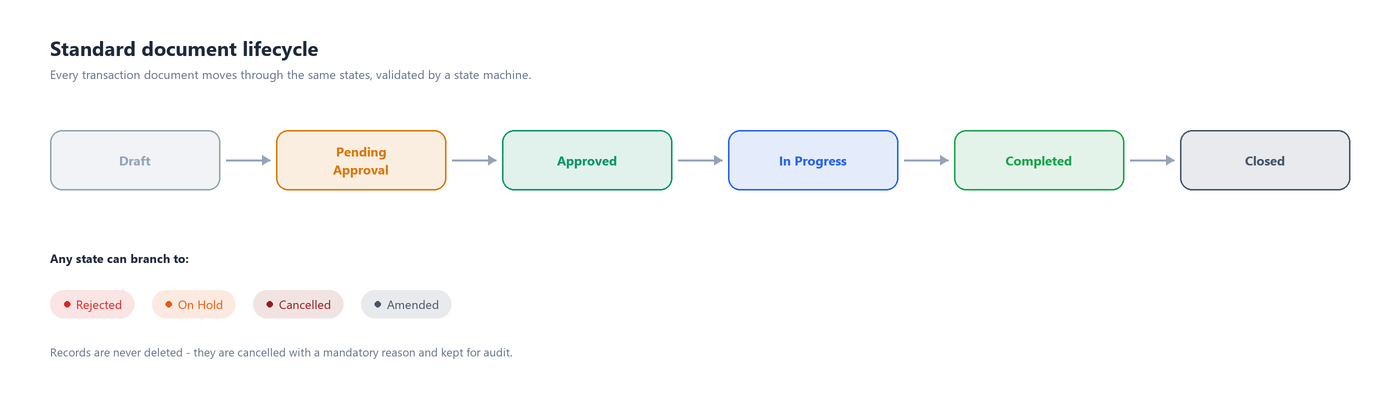 Standard document lifecycle
Every transaction document moves through the same states, validated by a state machine.
Draft
Pending
Approval
Approved
In Progress
Completed
Closed
Any state can branch to:
Rejected
On Hold
Cancelled
Amended
Records are never deleted - they are cancelled with a mandatory reason and kept for audit.